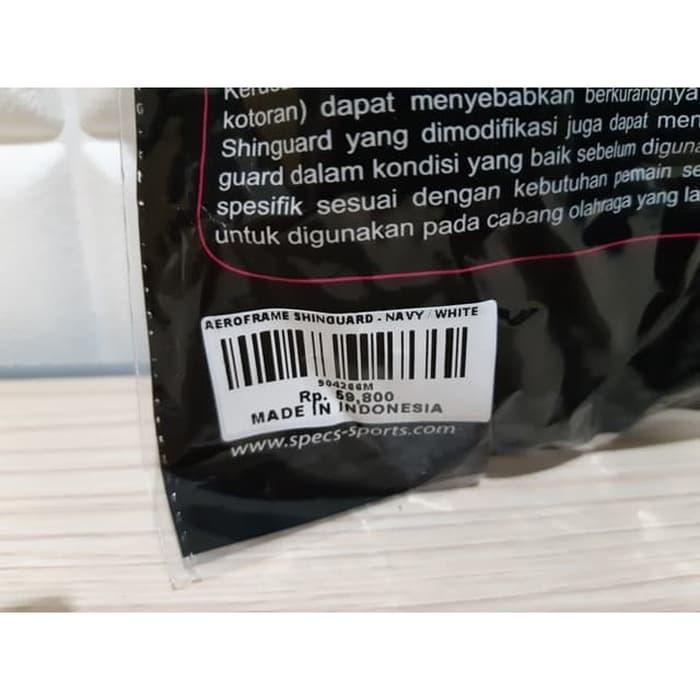 kotoran) dapat menyebabkan berkurangnya
Shinguard yang dimodifikasi juga dapat men
guard dalam kondisi yang baik sebelum diguna
spesifik sesuai dengan kebutuhan pemain se
untuk digunakan pada cabang olahraga yang la
AEROFRAME SHINGUARD - NAVY / WHITE
904266M
Rp. 59,800
MADE IN INDONESIA
www.specs-sports.com